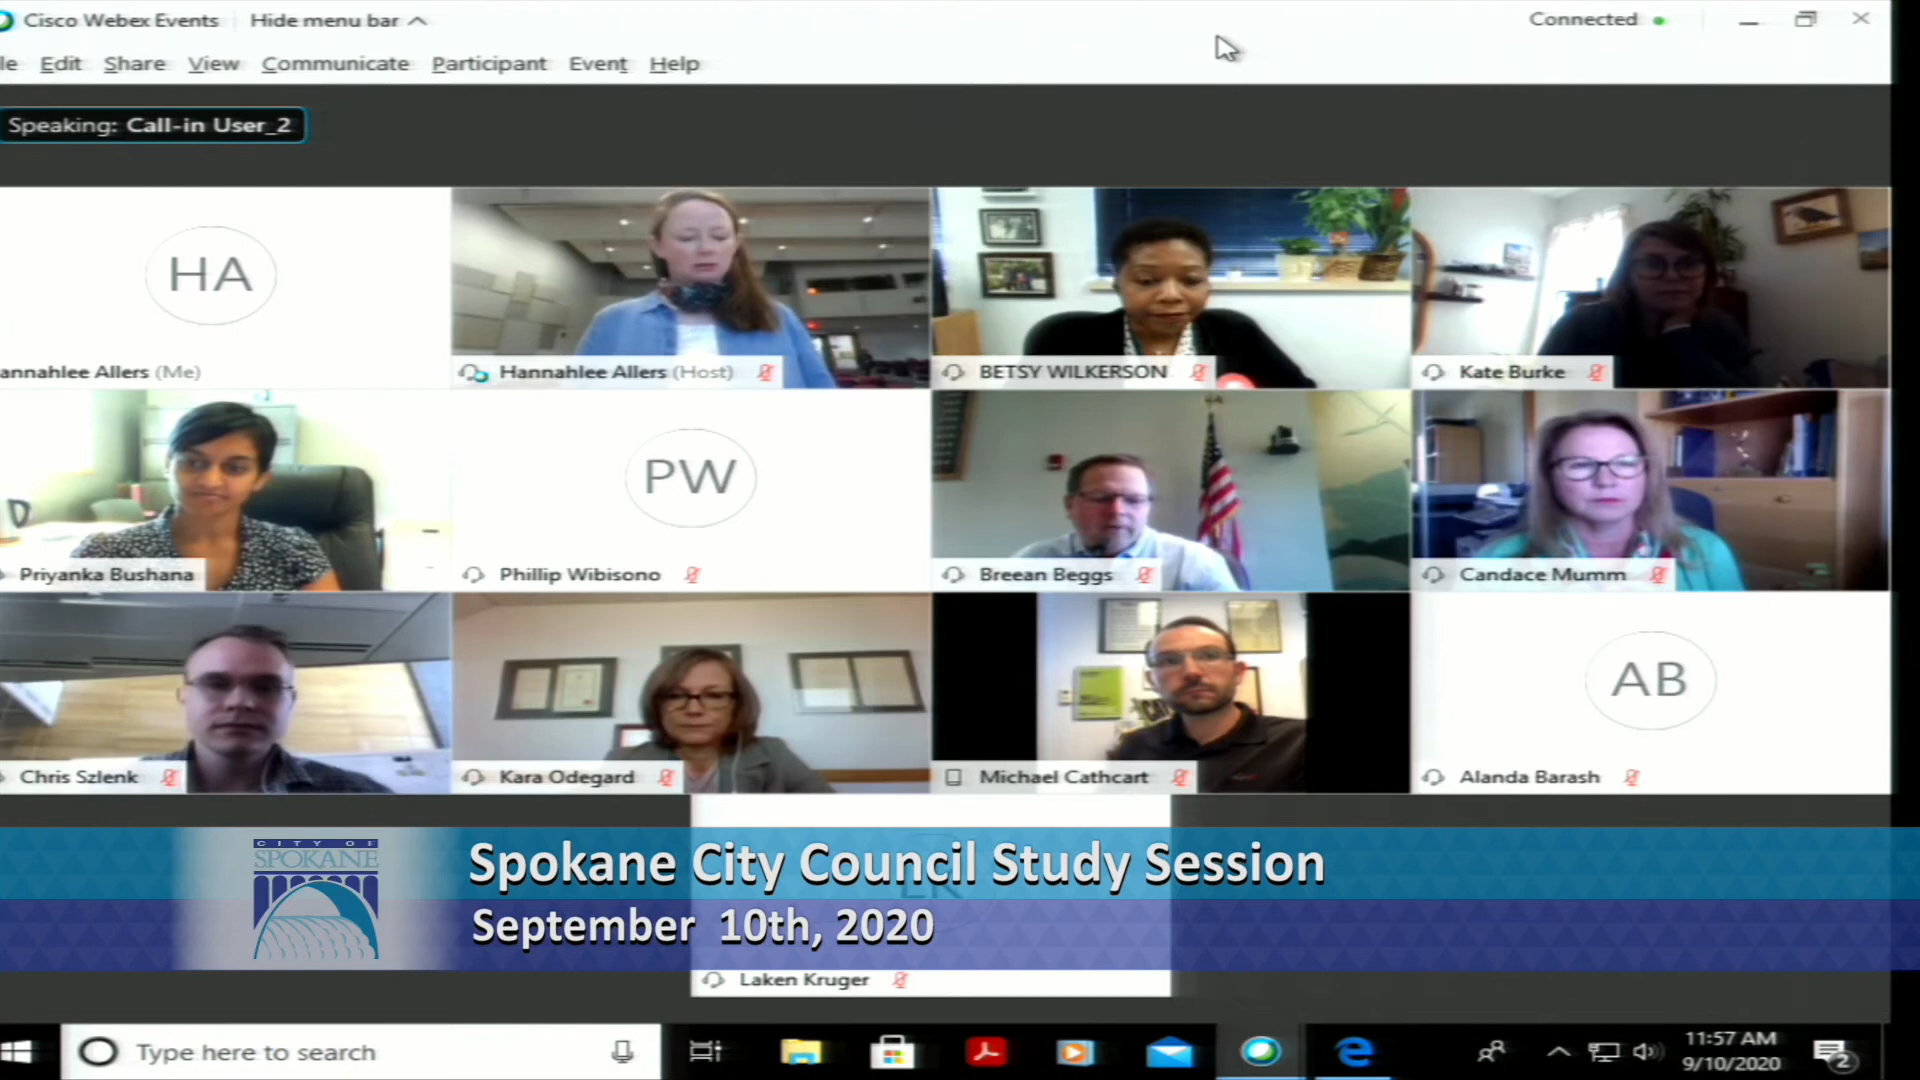 Cisco Webex Events Hide menu bar
Connected
le Edit Share View Communicate Participant Event Help
Speaking: Call-in User_2
HA
annahlee Allers (Me)
Hannahlee Allers (Host)
BETSY WILKERSON
Kate Burke
Priyanka Bushana
PW
Phillip Wibisono
Breean Beggs
Candace Mumm
Chris Szlenk
Kara Odegard
Michael Cathcart
AB
Alanda Barash
CITY OF
SPOKANE
Spokane City Council Study Session
September 10th, 2020
Laken Kruger
Type here to search
11:57 AM
9/10/2020
2